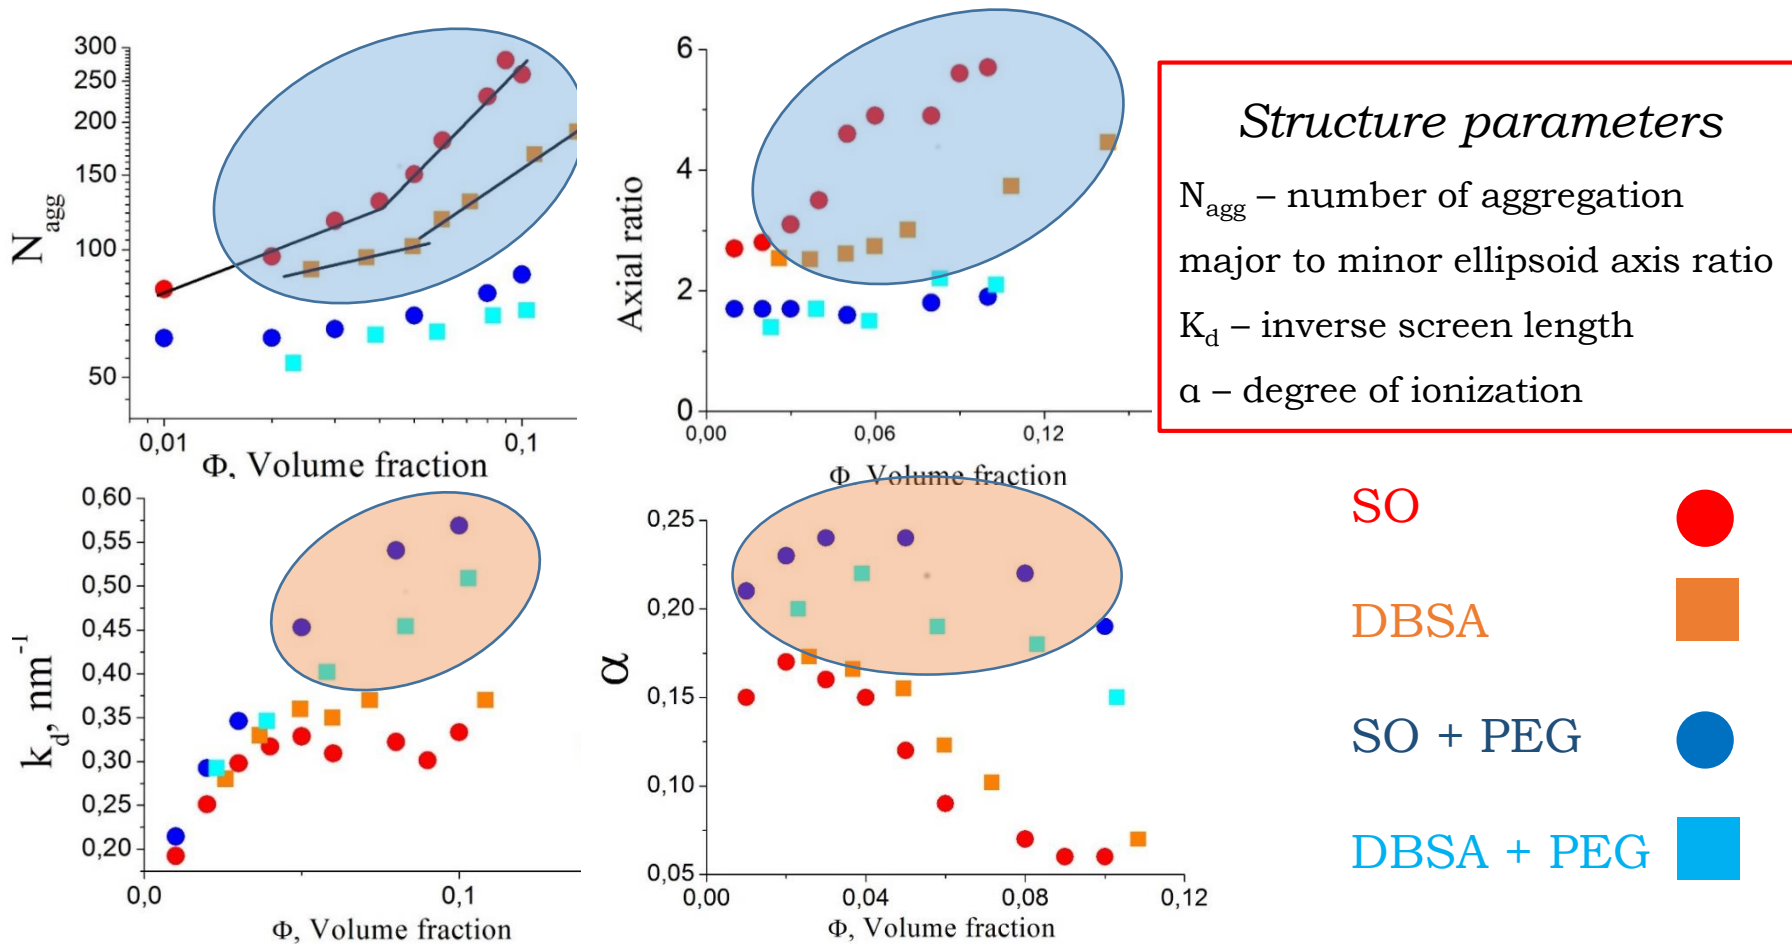 300
250
200
150
100
50
N_agg
0,01
0,1
Φ, Volume fraction
6
4
2
0
Axial ratio
0,00
0,06
0,12
Φ, Volume fraction
Structure parameters
N_agg – number of aggregation
major to minor ellipsoid axis ratio
K_d – inverse screen length
α – degree of ionization
0,60
0,55
0,50
0,45
0,40
0,35
0,30
0,25
0,20
k_d, nm^-1
0,0
0,1
Φ, Volume fraction
0,25
0,20
0,15
0,10
0,05
α
0,00
0,04
0,08
0,12
Φ, Volume fraction
SO
DBSA
SO + PEG
DBSA + PEG